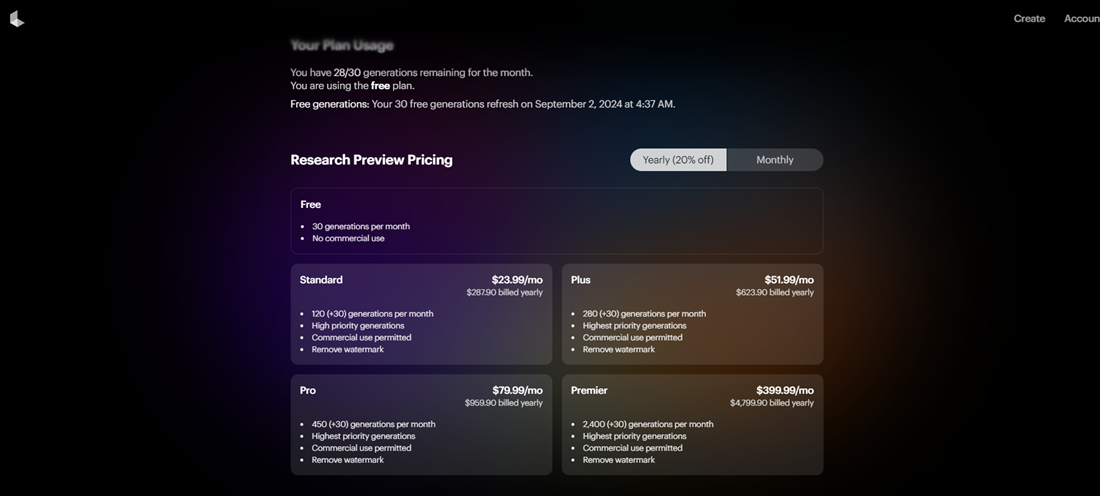 Create Accoun
Your Plan Usage
You have 28/30 generations remaining for the month.
You are using the free plan.
Free generations: Your 30 free generations refresh on September 2, 2024 at 4:37 AM.
Research Preview Pricing
Yearly (20% off) Monthly
Free
• 30 generations per month
• No commercial use
Standard $23.99/mo
$287.90 billed yearly
• 120 (+30) generations per month
• High priority generations
• Commercial use permitted
• Remove watermark
Plus $51.99/mo
$623.90 billed yearly
• 280 (+30) generations per month
• Highest priority generations
• Commercial use permitted
• Remove watermark
Pro $79.99/mo
$959.90 billed yearly
• 450 (+30) generations per month
• Highest priority generations
• Commercial use permitted
• Remove watermark
Premier $399.99/mo
$4,799.90 billed yearly
• 2,400 (+30) generations per month
• Highest priority generations
• Commercial use permitted
• Remove watermark